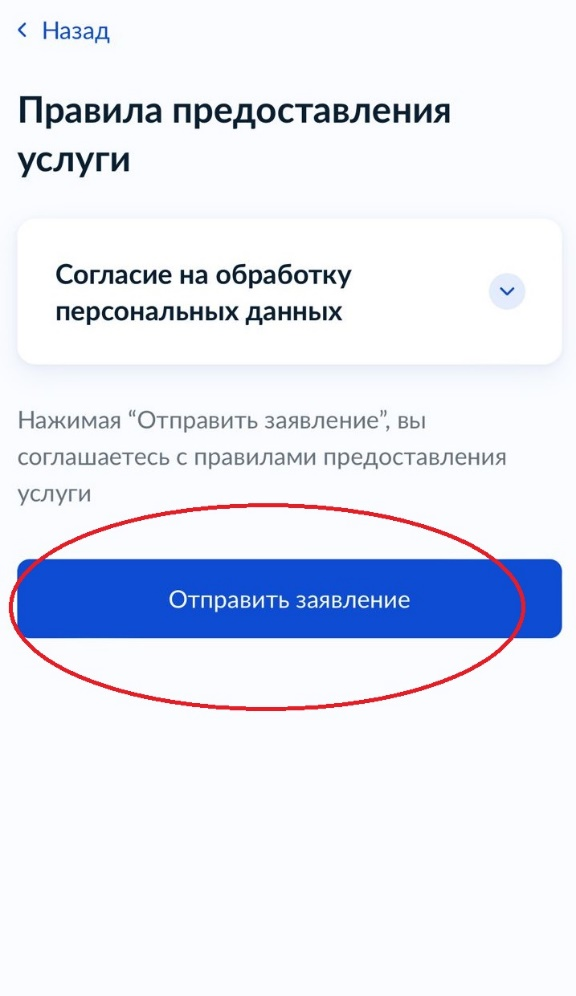 Назад
Правила предоставления
услуги
Согласие на обработку
персональных данных
Нажимая “Отправить заявление”, вы
соглашаетесь с правилами предоставления
услуги
Отправить заявление